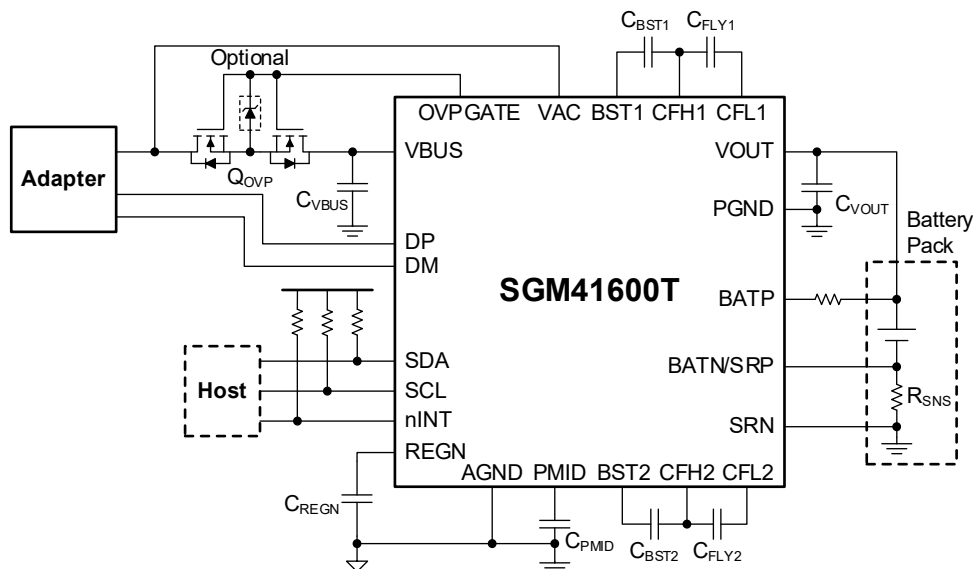 CBST1 CFLY1
Optional
OVPGATE VAC BST1 CFH1 CFL1
Adapter
QOVP
VBUS
CVBUS
VOUT
CVOUT
PGND
Battery
Pack
DP
DM
SGM41600T
BATP
Host
SDA
SCL
nINT
REGN
BATN/SRP
RSNS
SRN
AGND PMID BST2 CFH2 CFL2
CREGN
CPMID
CBST2 CFLY2